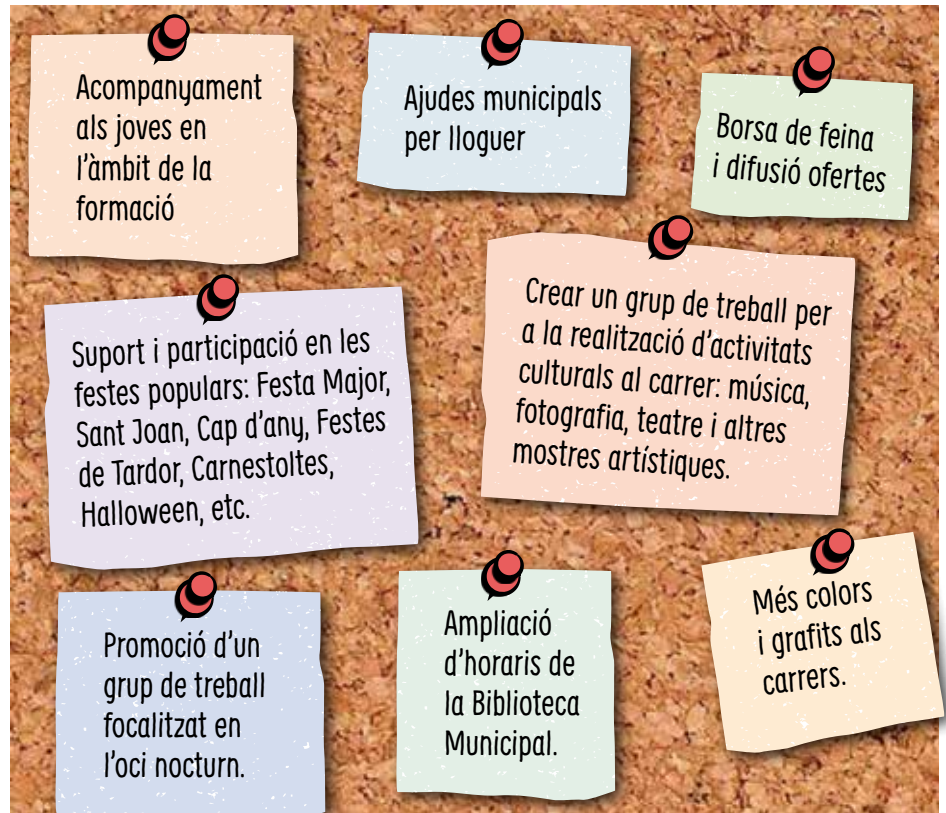 Acompanyament
als joves en
l'àmbit de la
formació
Ajudes municipals
per lloguer
Borsa de feina
i difusió ofertes
Suport i participació en les
festes populars: Festa Major,
Sant Joan, Cap d'any, Festes
de Tardor, Carnestoltes,
Halloween, etc.
Crear un grup de treball per
a la realització d'activitats
culturals al carrer: música,
fotografia, teatre i altres
mostres artístiques.
Promoció d'un
grup de treball
focalitzat en
l'oci nocturn.
Ampliació
d'horaris de
la Biblioteca
Municipal.
Més colors
i grafits als
carrers.